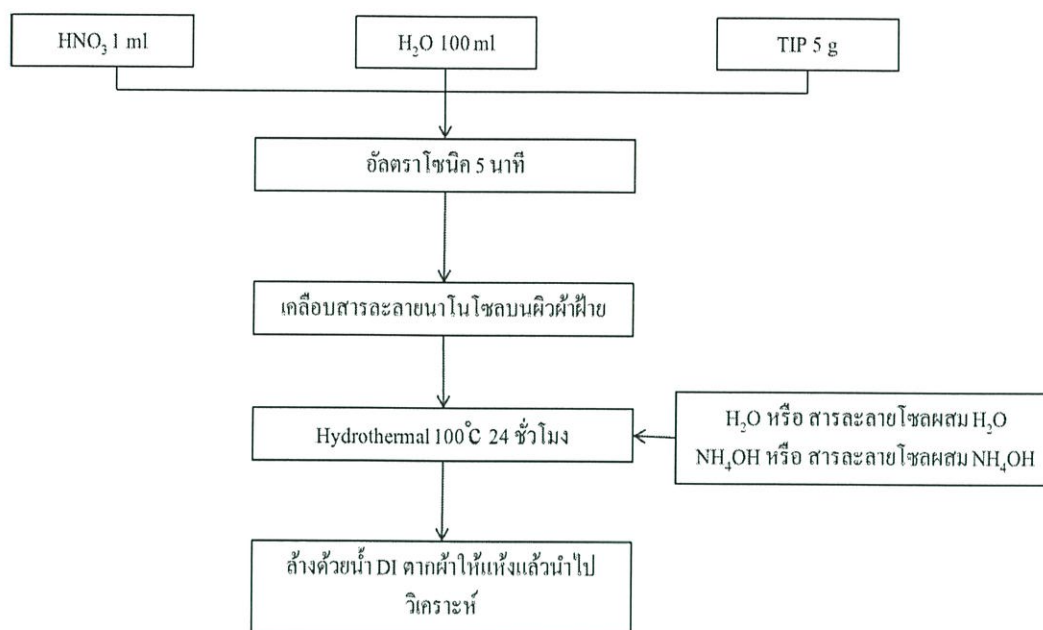 HNO₃ 1 ml
H₂O 100 ml
TIP 5 g
อัลตราโซนิค 5 นาที
เคลือบสารละลายนาโนโซลบนผิวผ้าฝ้าย
Hydrothermal 100°C 24 ชั่วโมง
H₂O หรือ สารละลายโซลผสม H₂O
NH₄OH หรือ สารละลายโซลผสม NH₄OH
ล้างด้วยน้ำ DI ตากผ้าให้แห้งแล้วนำไป
วิเคราะห์